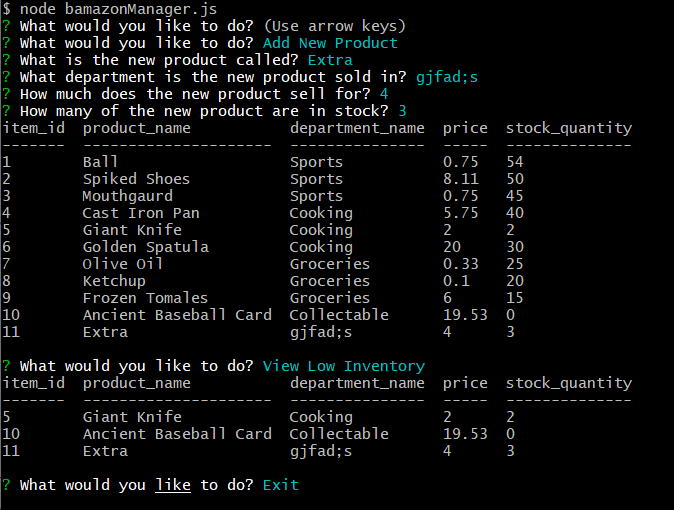 $ node bamazonManager.js
? What would you like to do? (Use arrow keys)
? What would you like to do? Add New Product
? What is the new product called? Extra
? What department is the new product sold in? gjfad;s
? How much does the new product sell for? 4
? How many of the new product are in stock? 3
item_id  product_name           department_name  price  stock_quantity
-------  ---------------------  ---------------  -----  --------------
1        Ball                   Sports           0.75   54
2        Spiked Shoes           Sports           8.11   50
3        Mouthgaurd             Sports           0.75   45
4        Cast Iron Pan          Cooking          5.75   40
5        Giant Knife            Cooking          2      2
6        Golden Spatula         Cooking          20     30
7        Olive Oil              Groceries        0.33   25
8        Ketchup                Groceries        0.1    20
9        Frozen Tomales         Groceries        6      15
10       Ancient Baseball Card  Collectable      19.53  0
11       Extra                  gjfad;s          4      3
? What would you like to do? View Low Inventory
item_id  product_name           department_name  price  stock_quantity
-------  ---------------------  ---------------  -----  --------------
5        Giant Knife            Cooking          2      2
10       Ancient Baseball Card  Collectable      19.53  0
11       Extra                  gjfad;s          4      3
? What would you like to do? Exit